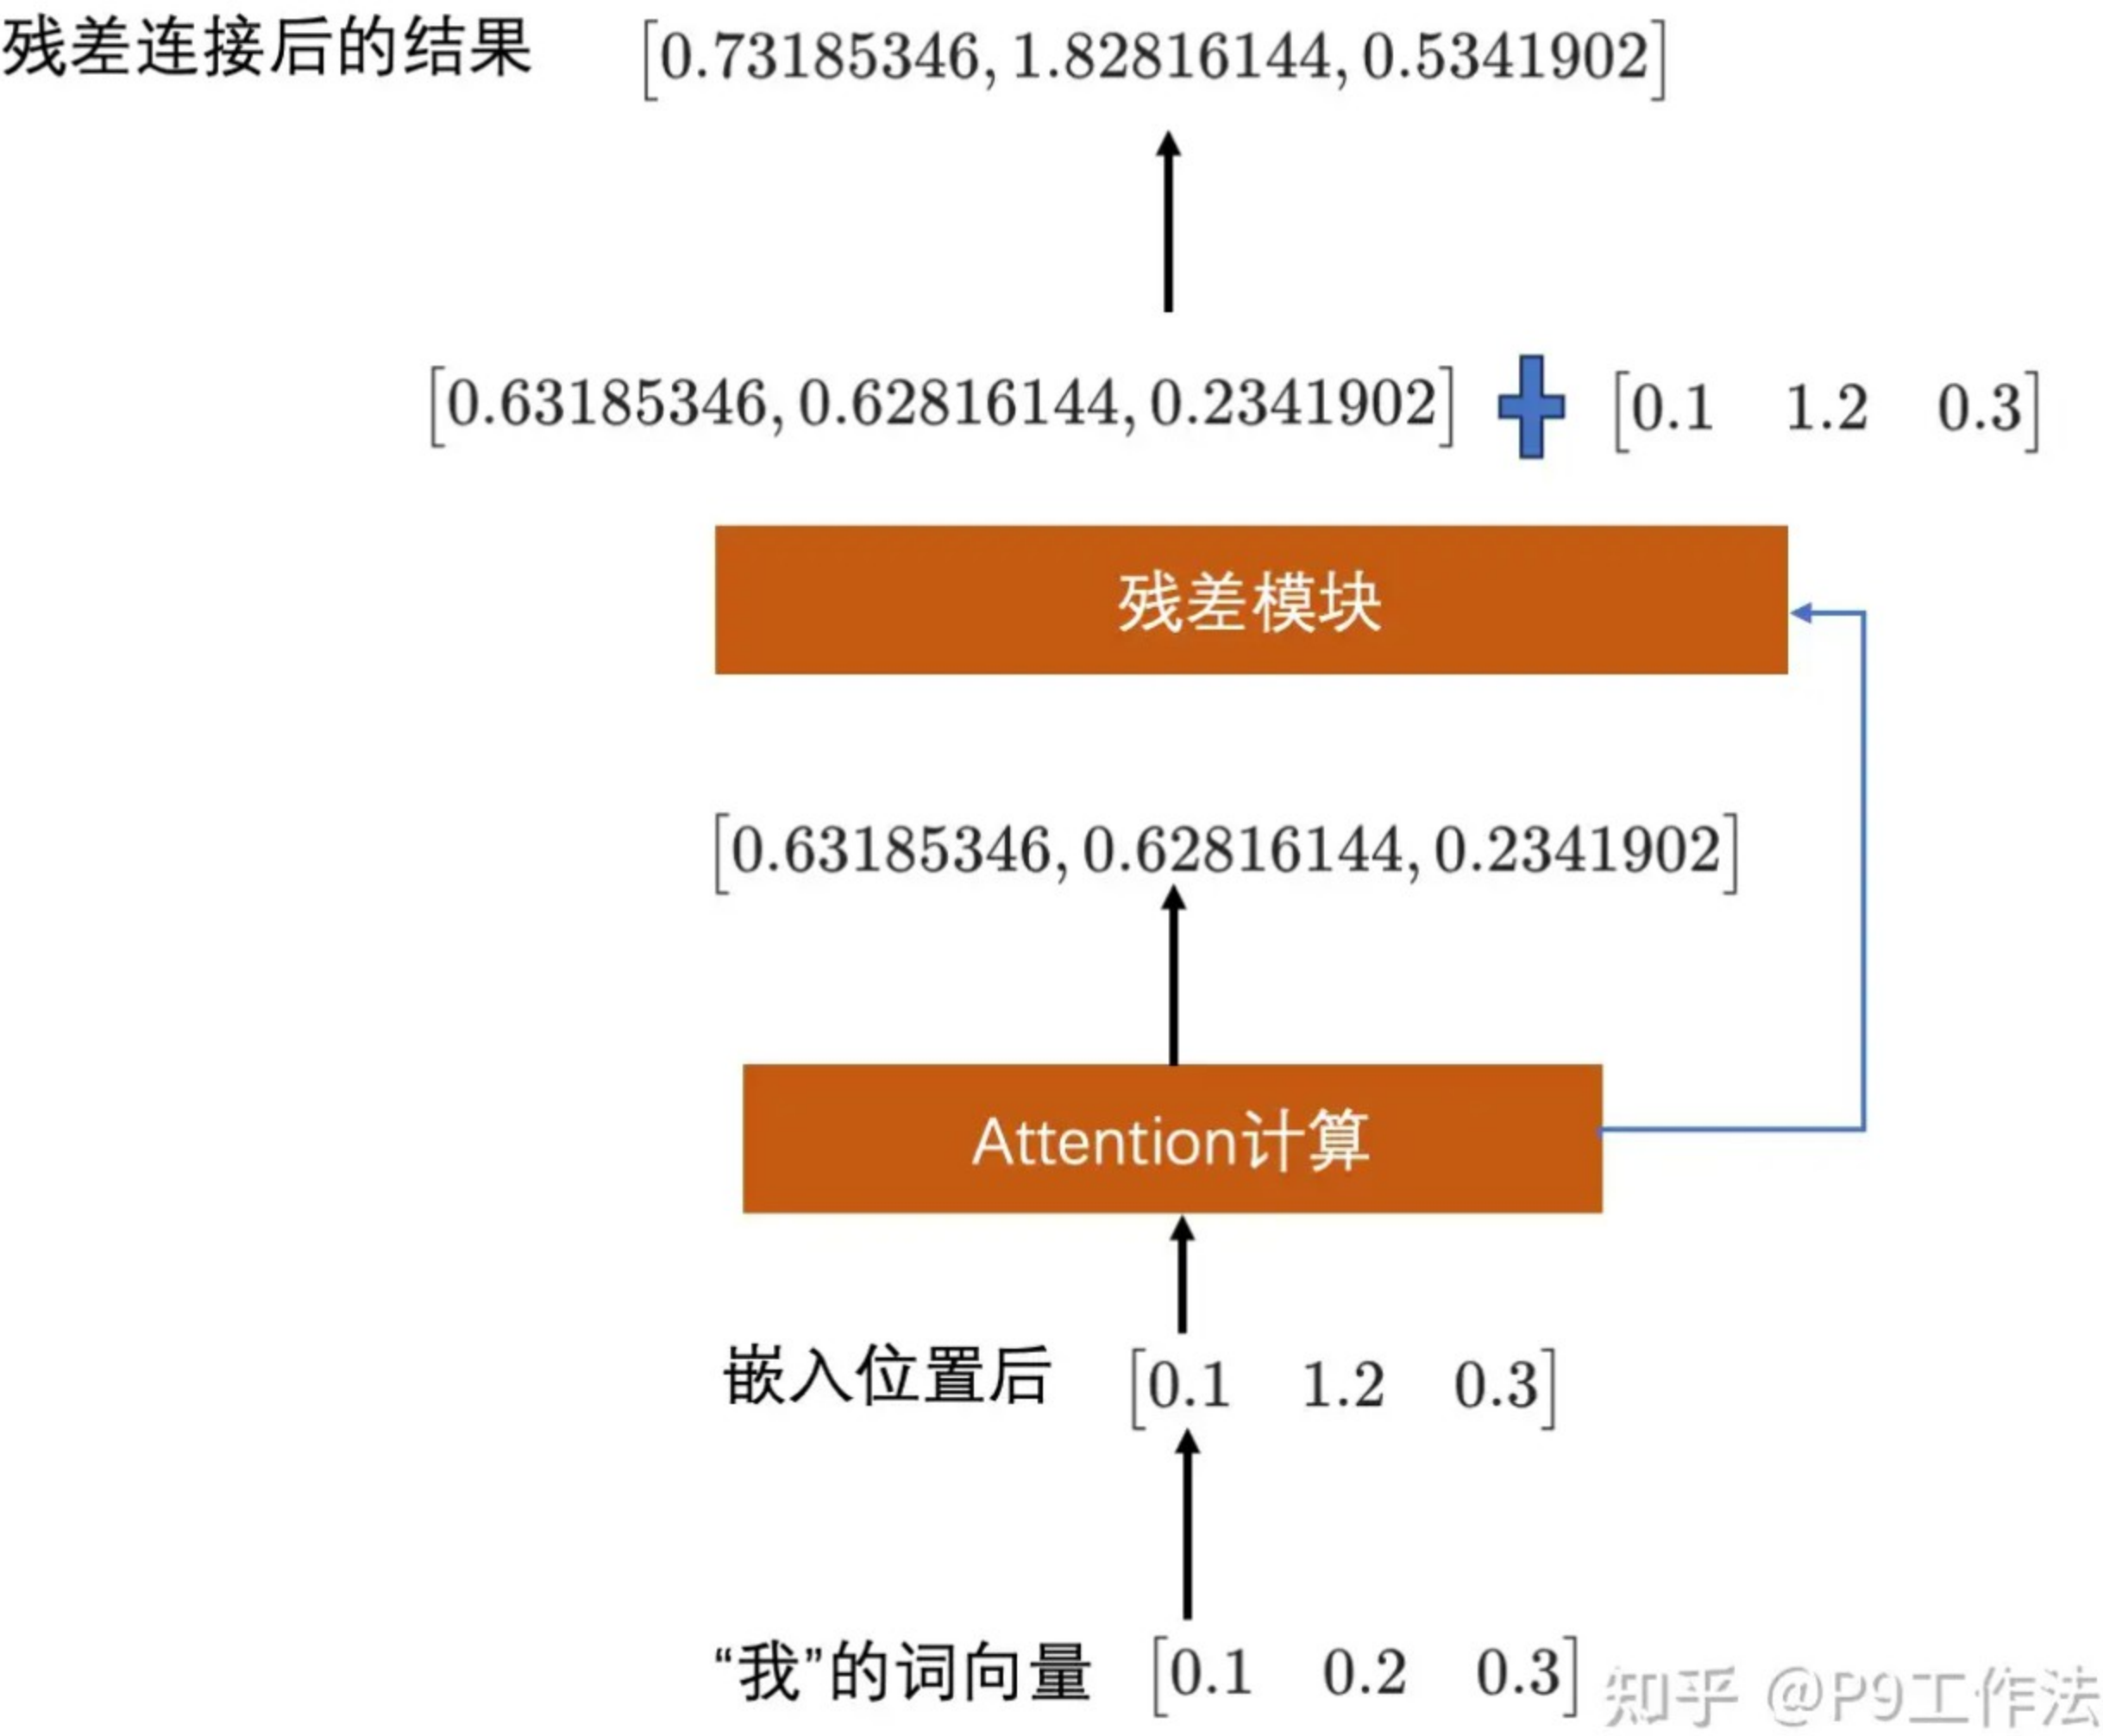 残差连接后的结果 [0.73185346, 1.82816144, 0.5341902]
[0.63185346, 0.62816144, 0.2341902] + [0.1 1.2 0.3]
残差模块
[0.63185346, 0.62816144, 0.2341902]
Attention计算
嵌入位置后 [0.1 1.2 0.3]
“我”的词向量 [0.1 0.2 0.3]
知乎 @P9工作法